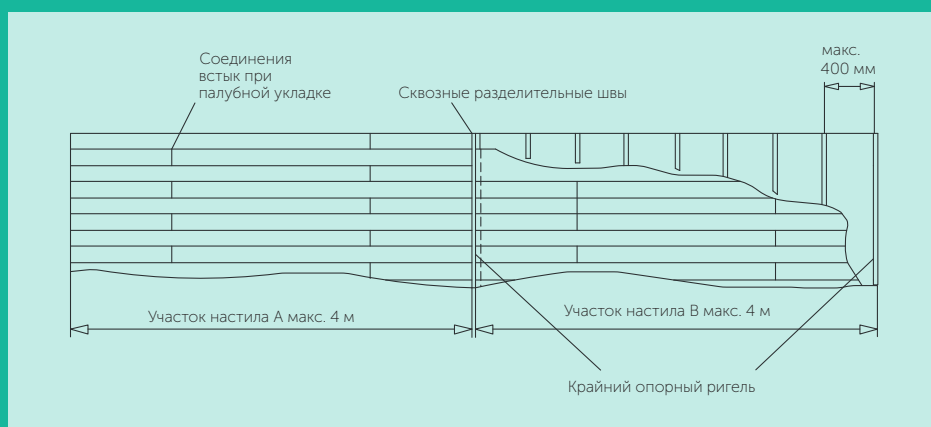 Соединения
встык при
палубной укладке
Сквозные разделительные швы
макс.
400 мм
Участок настила А макс. 4 м
Участок настила В макс. 4 м
Крайний опорный ригель